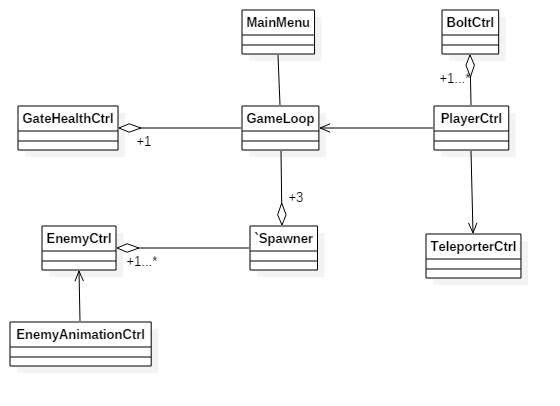 MainMenu
BoltCtrl
+1...*
GateHealthCtrl
+1
GameLoop
PlayerCtrl
+3
EnemyCtrl
+1...*
`Spawner
TeleporterCtrl
EnemyAnimationCtrl